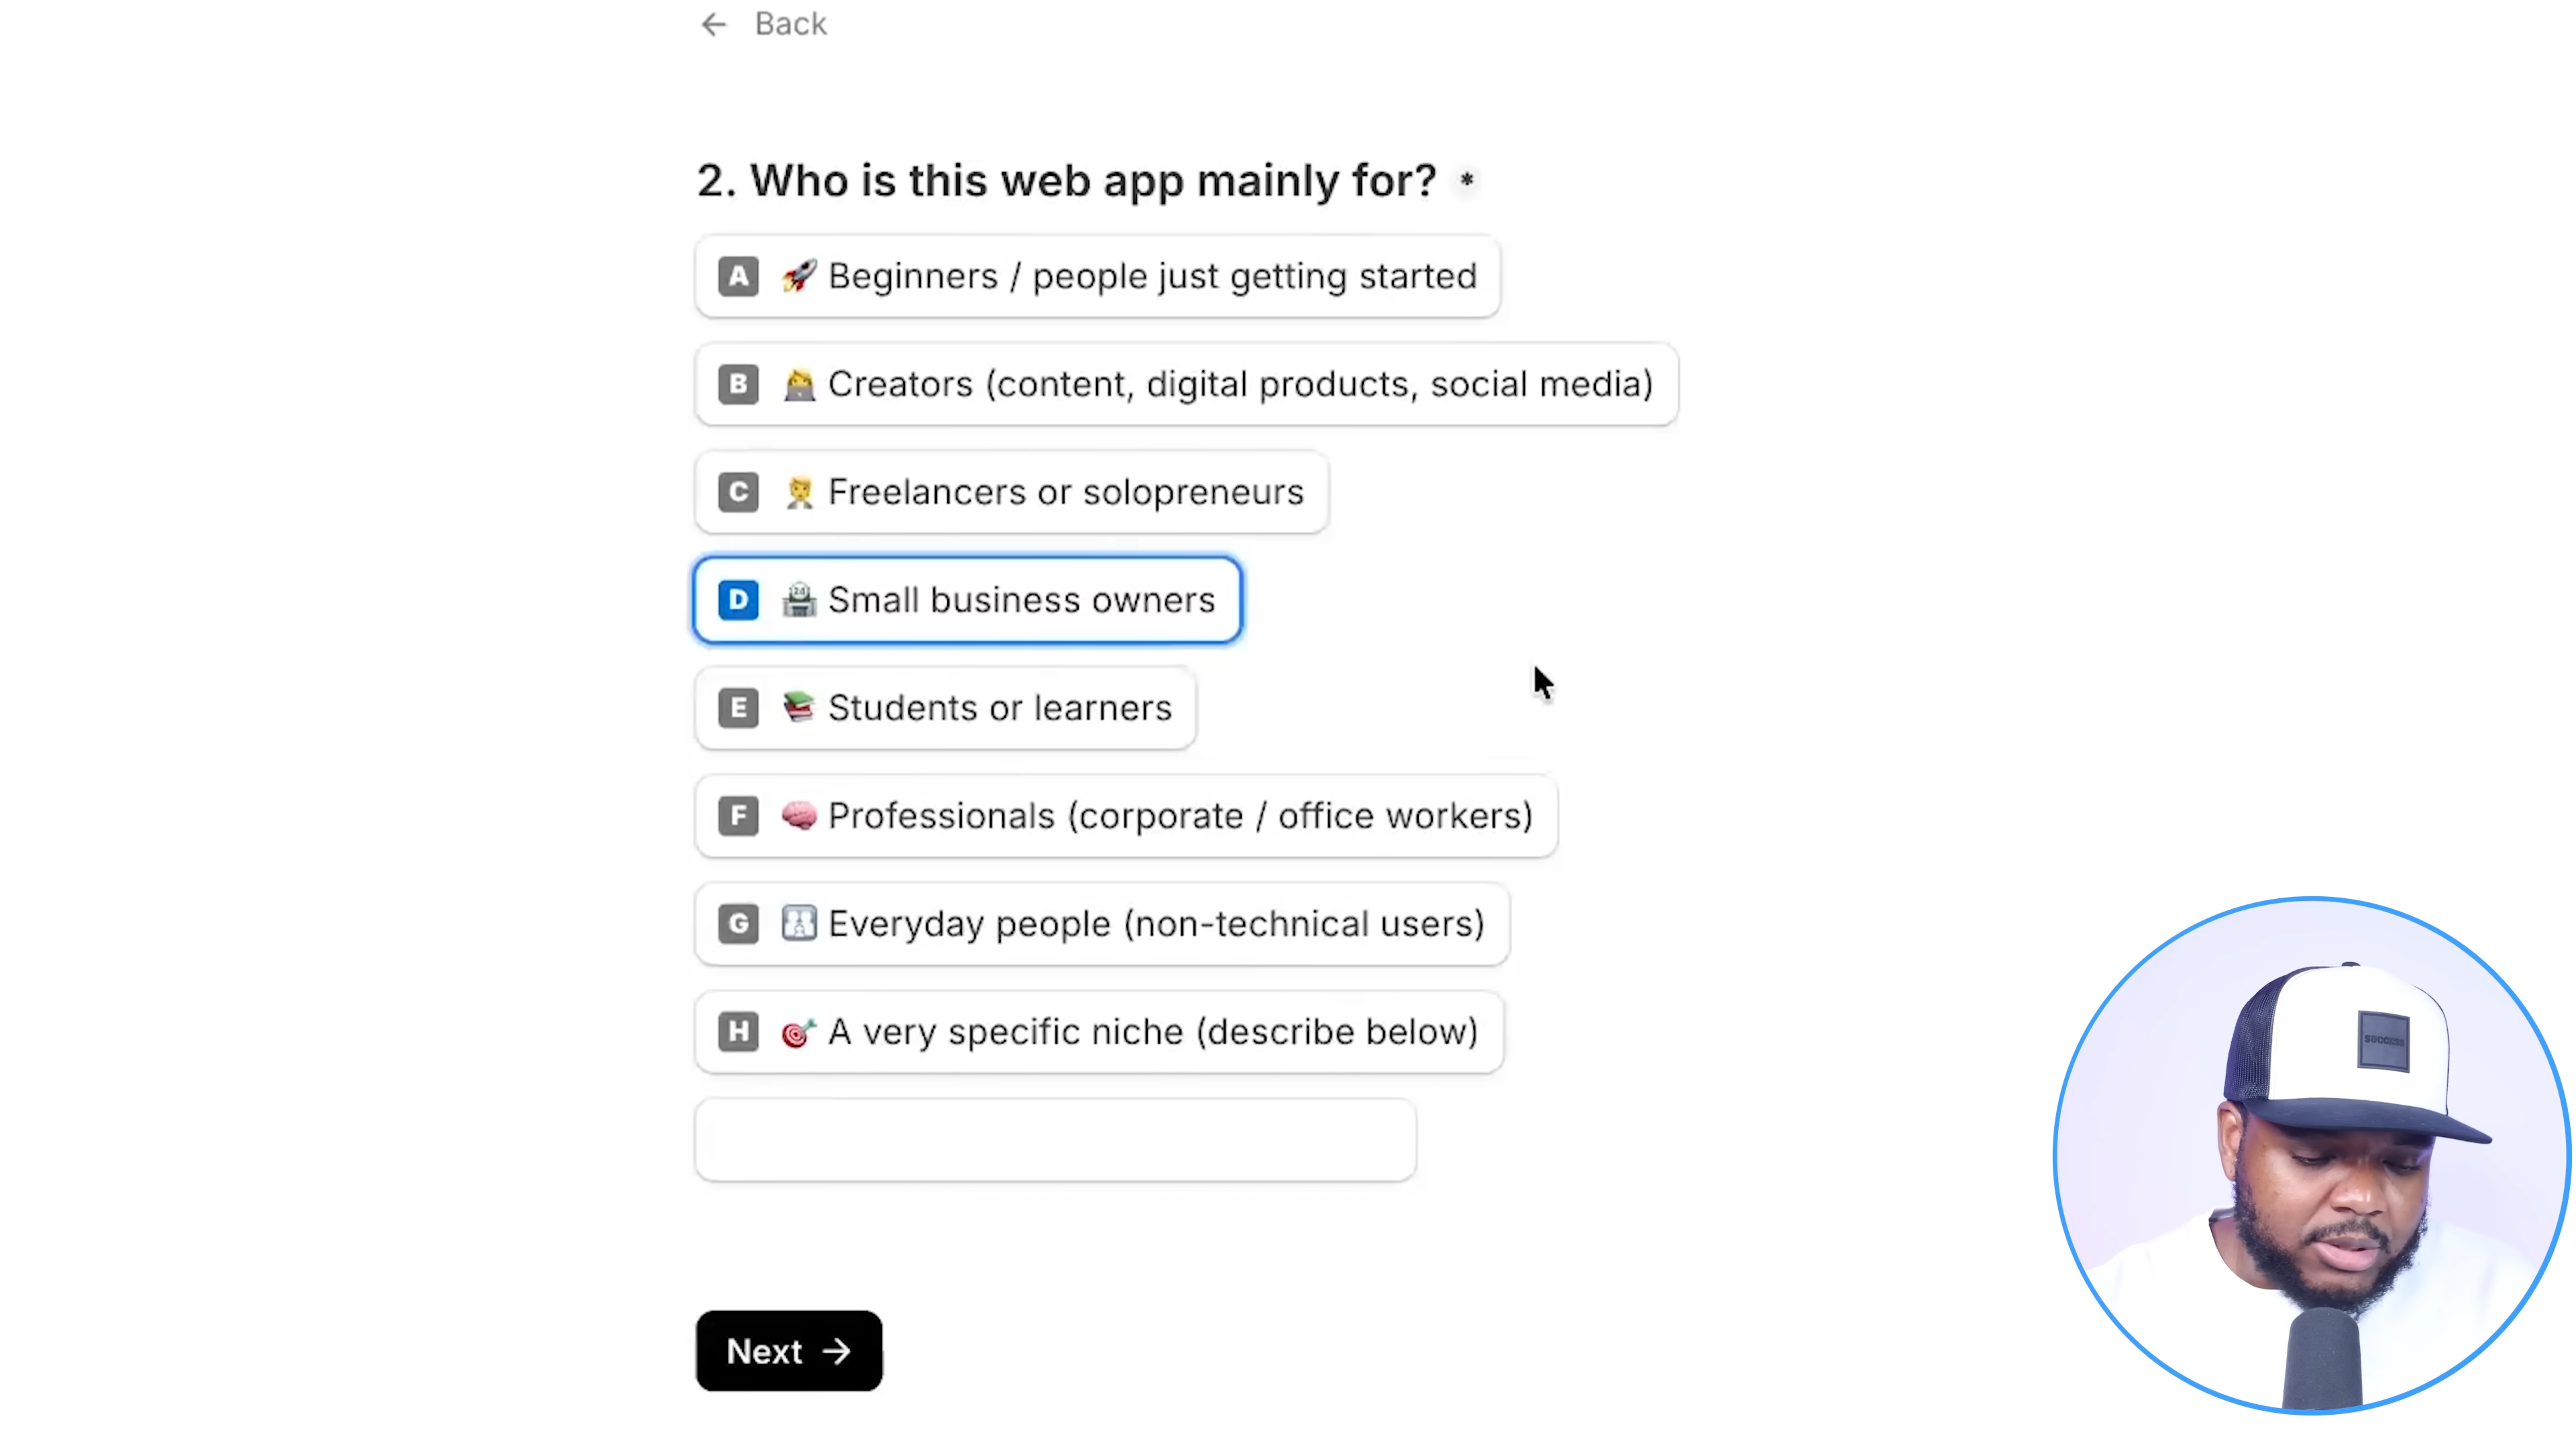 ← Back
2. Who is this web app mainly for? *
A 🚀 Beginners / people just getting started
B 🧑‍💻 Creators (content, digital products, social media)
C 🧑‍💼 Freelancers or solopreneurs
D 🏪 Small business owners
E 📚 Students or learners
F 🧠 Professionals (corporate / office workers)
G 🚻 Everyday people (non-technical users)
H 🎯 A very specific niche (describe below)
Next →
SUCCESS